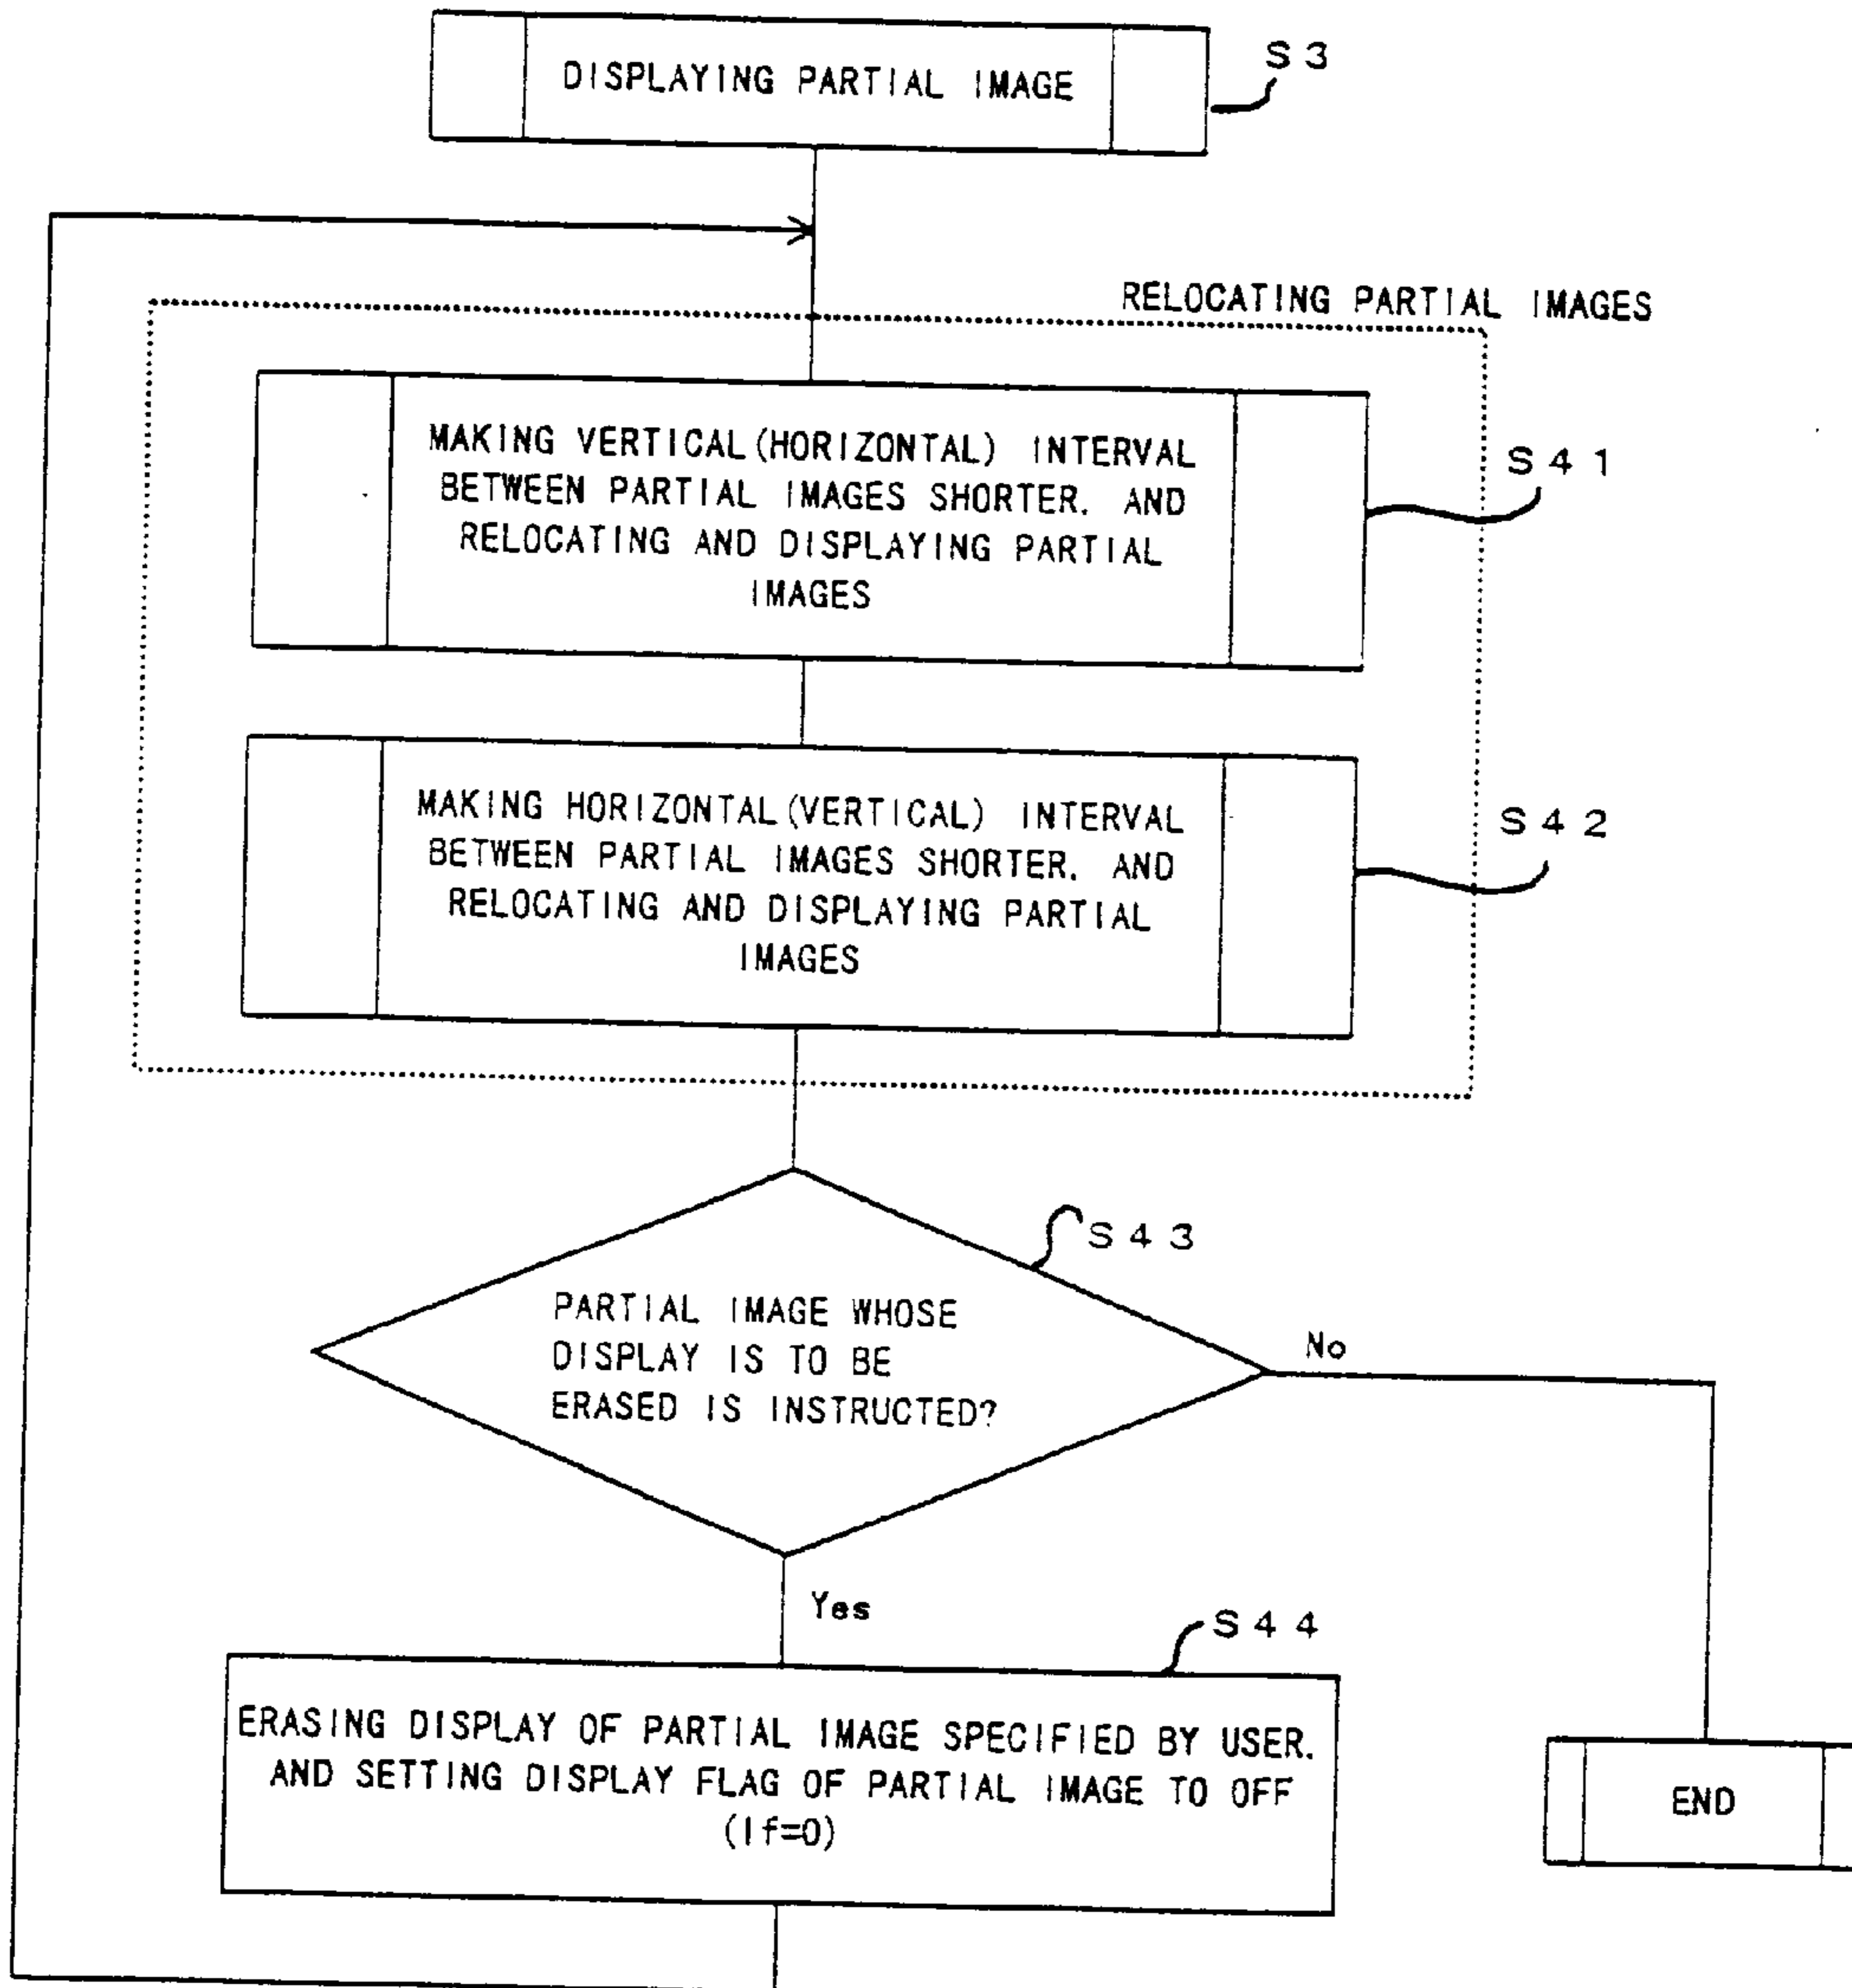 DISPLAYING PARTIAL IMAGE
S3
RELOCATING PARTIAL IMAGES
MAKING VERTICAL(HORIZONTAL) INTERVAL
BETWEEN PARTIAL IMAGES SHORTER. AND
RELOCATING AND DISPLAYING PARTIAL
IMAGES
S41
MAKING HORIZONTAL(VERTICAL) INTERVAL
BETWEEN PARTIAL IMAGES SHORTER. AND
RELOCATING AND DISPLAYING PARTIAL
IMAGES
S42
S43
PARTIAL IMAGE WHOSE
DISPLAY IS TO BE
ERASED IS INSTRUCTED?
No
Yes
S44
ERASING DISPLAY OF PARTIAL IMAGE SPECIFIED BY USER.
AND SETTING DISPLAY FLAG OF PARTIAL IMAGE TO OFF
(If=0)
END